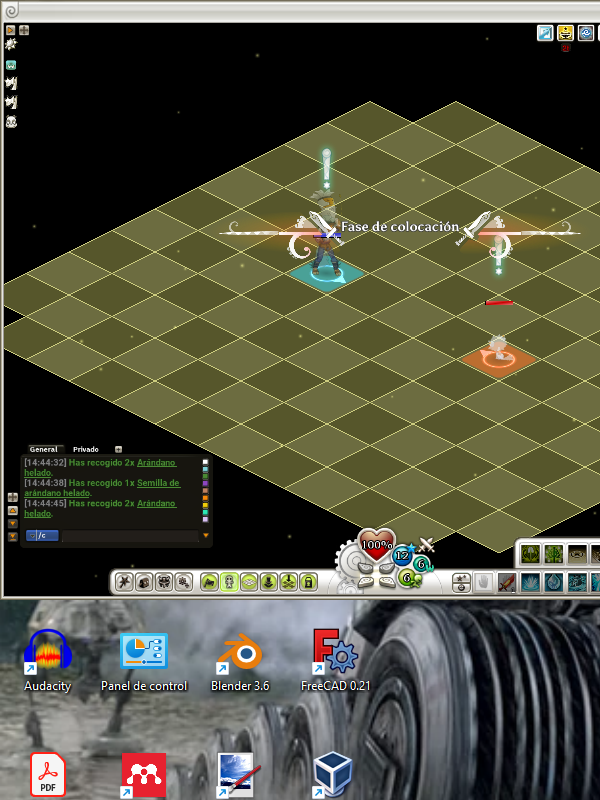 Fase de colocación
General Privado
[14:44:32] Has recogido 2x Arándano
helado.
[14:44:38] Has recogido 1x Semilla de
arándano helado.
[14:44:45] Has recogido 2x Arándano
helado.
/c
100%
12
6
6
Audacity
Panel de control
Blender 3.6
FreeCAD 0.21
PDF